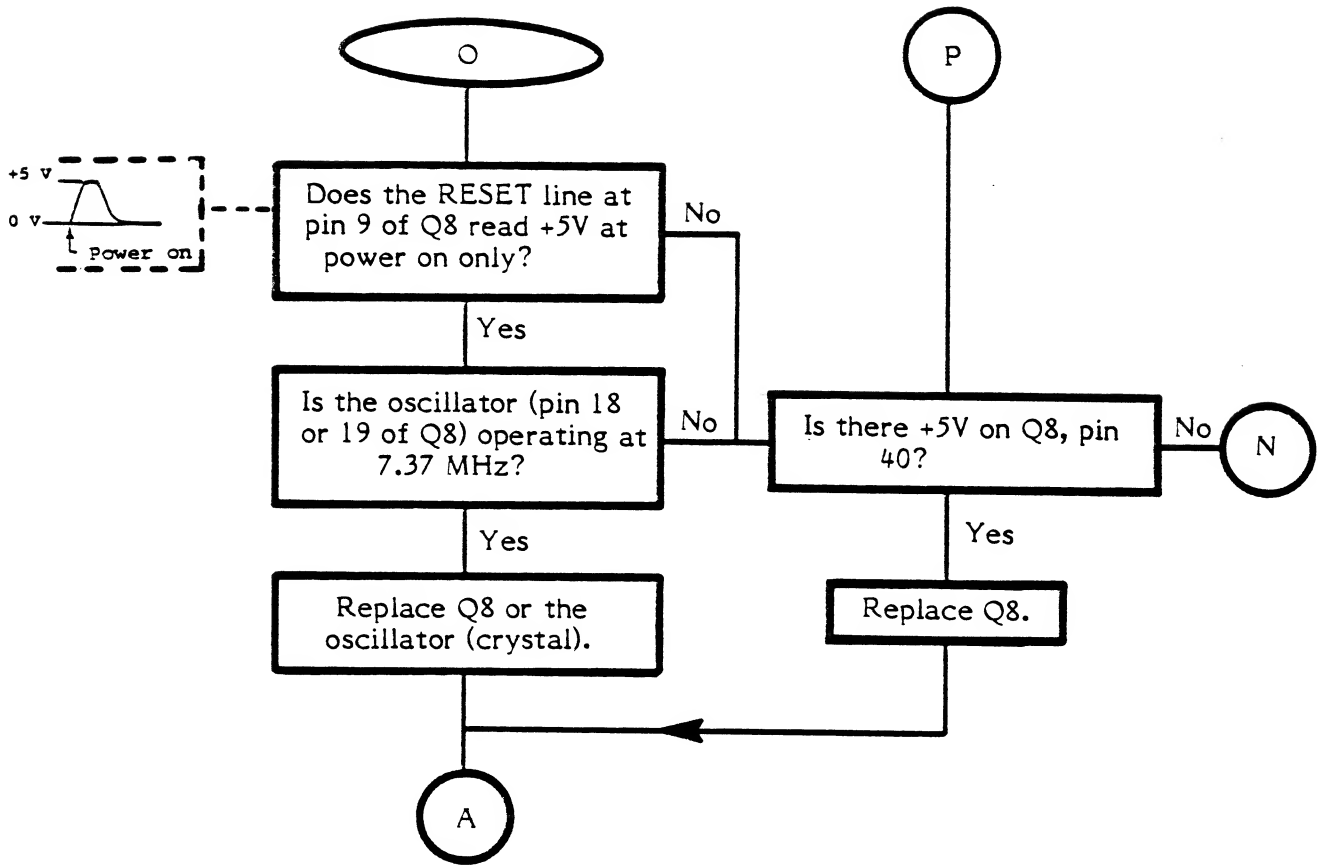 O
P
+5 V
0 V
Power on
Does the RESET line at
pin 9 of Q8 read +5V at
power on only?
No
Yes
Is the oscillator (pin 18
or 19 of Q8) operating at
7.37 MHz?
No
Is there +5V on Q8, pin
40?
No
N
Yes
Yes
Replace Q8 or the
oscillator (crystal).
Replace Q8.
A